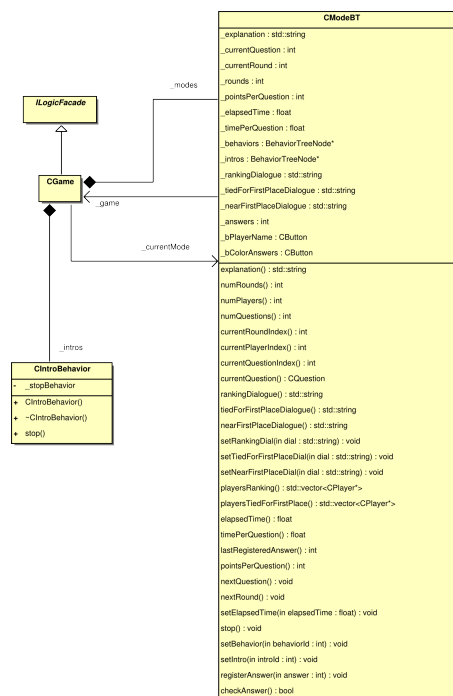 CModeBT
_explanation : std::string
_currentQuestion : int
_currentRound : int
_rounds : int
_pointsPerQuestion : int
_elapsedTime : float
_timePerQuestion : float
_behaviors : BehaviorTreeNode*
_intros : BehaviorTreeNode*
_rankingDialogue : std::string
_tiedForFirstPlaceDialogue : std::string
_nearFirstPlaceDialogue : std::string
_answers : int
_bPlayerName : CButton
_bColorAnswers : CButton
explanation() : std::string
numRounds() : int
numPlayers() : int
numQuestions() : int
currentRoundIndex() : int
currentPlayerIndex() : int
currentQuestionIndex() : int
currentQuestion() : CQuestion
rankingDialogue() : std::string
tiedForFirstPlaceDialogue() : std::string
nearFirstPlaceDialogue() : std::string
setRankingDial(in dial : std::string) : void
setTiedForFirstPlaceDial(in dial : std::string) : void
setNearFirstPlaceDial(in dial : std::string) : void
playersRanking() : std::vector<CPlayer*>
playersTiedForFirstPlace() : std::vector<CPlayer*>
elapsedTime() : float
timePerQuestion() : float
lastRegisteredAnswer() : int
pointsPerQuestion() : int
nextQuestion() : void
nextRound() : void
setElapsedTime(in elapsedTime : float) : void
stop() : void
setBehavior(in behaviorId : int) : void
setIntro(in introId : int) : void
registerAnswer(in answer : int) : void
checkAnswer() : bool
_modes
ILogicFacade
CGame
_game
_currentMode
_intros
CIntroBehavior
- _stopBehavior
+ CIntroBehavior()
+ ~CIntroBehavior()
+ stop()